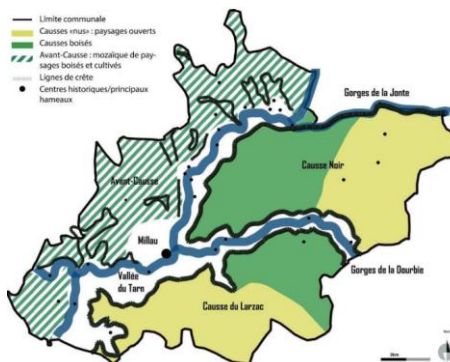 Limite communale
Causses «nus» : paysages ouverts
Causses boisés
Avant-Causse : mozaïque de pay-
sages boisés et cultivés
Lignes de crête
Centres historiques/principaux
hameaux
Gorges de la Jonte
Causse Noir
Avant-Causse
Millau
Vallée
du Tarn
Gorges de la Dourbie
Causse du Larzac